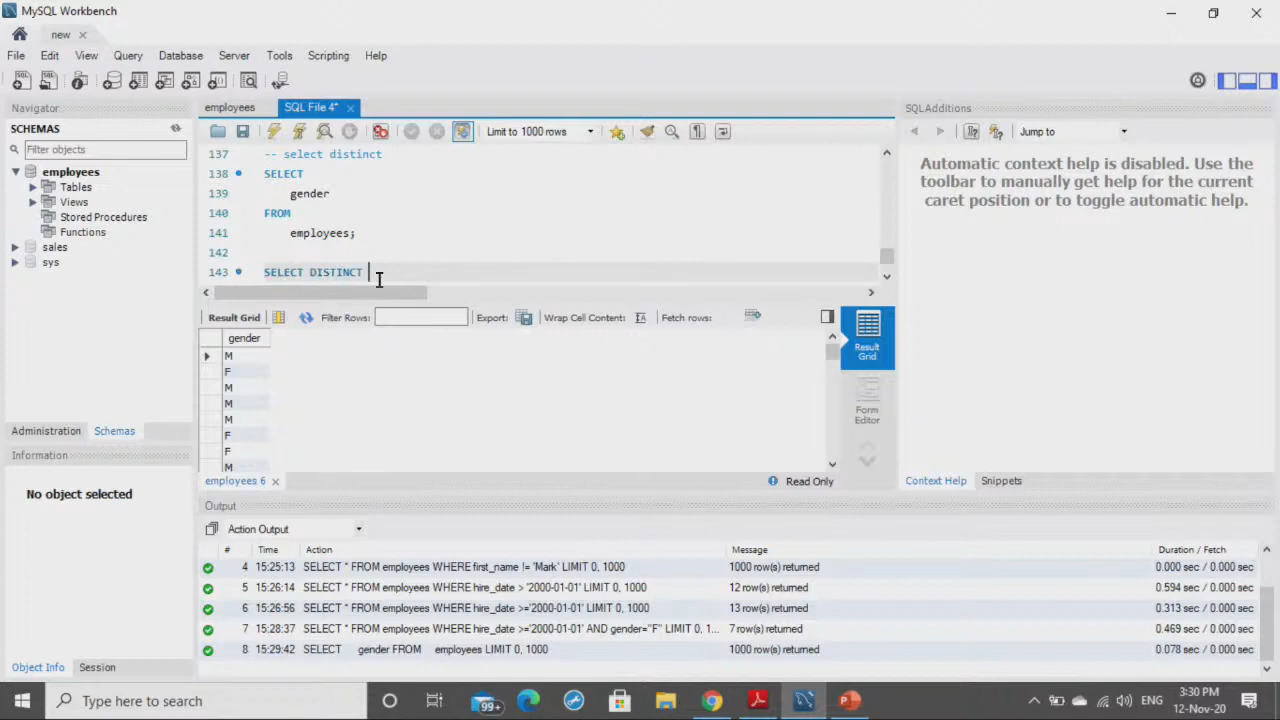 MySQL Workbench
new
File Edit View Query Database Server Tools Scripting Help
Navigator
SCHEMAS
Filter objects
employees
Tables
Views
Stored Procedures
Functions
sales
sys
Administration Schemas
Information
No object selected
Object Info Session
employees SQL File 4*
Limit to 1000 rows
137 -- select distinct
138 SELECT
139 gender
140 FROM
141 employees;
142
143 SELECT DISTINCT
Result Grid Filter Rows: Export: Wrap Cell Content: Fetch rows:
gender
M
F
M
M
M
F
F
M
Result Grid
Form Editor
employees 6 Read Only
SQLAdditions
Jump to
Automatic context help is disabled. Use the
toolbar to manually get help for the current
caret position or to toggle automatic help.
Context Help Snippets
Output
Action Output
# Time Action Message Duration / Fetch
4 15:25:13 SELECT * FROM employees WHERE first_name != 'Mark' LIMIT 0, 1000 1000 row(s) returned 0.000 sec / 0.000 sec
5 15:26:14 SELECT * FROM employees WHERE hire_date > '2000-01-01' LIMIT 0, 1000 12 row(s) returned 0.594 sec / 0.000 sec
6 15:26:56 SELECT * FROM employees WHERE hire_date >='2000-01-01' LIMIT 0, 1000 13 row(s) returned 0.313 sec / 0.000 sec
7 15:28:37 SELECT * FROM employees WHERE hire_date >='2000-01-01' AND gender="F" LIMIT 0, 1... 7 row(s) returned 0.469 sec / 0.000 sec
8 15:29:42 SELECT gender FROM employees LIMIT 0, 1000 1000 row(s) returned 0.078 sec / 0.000 sec
Type here to search
99+
ENG
3:30 PM
12-Nov-20